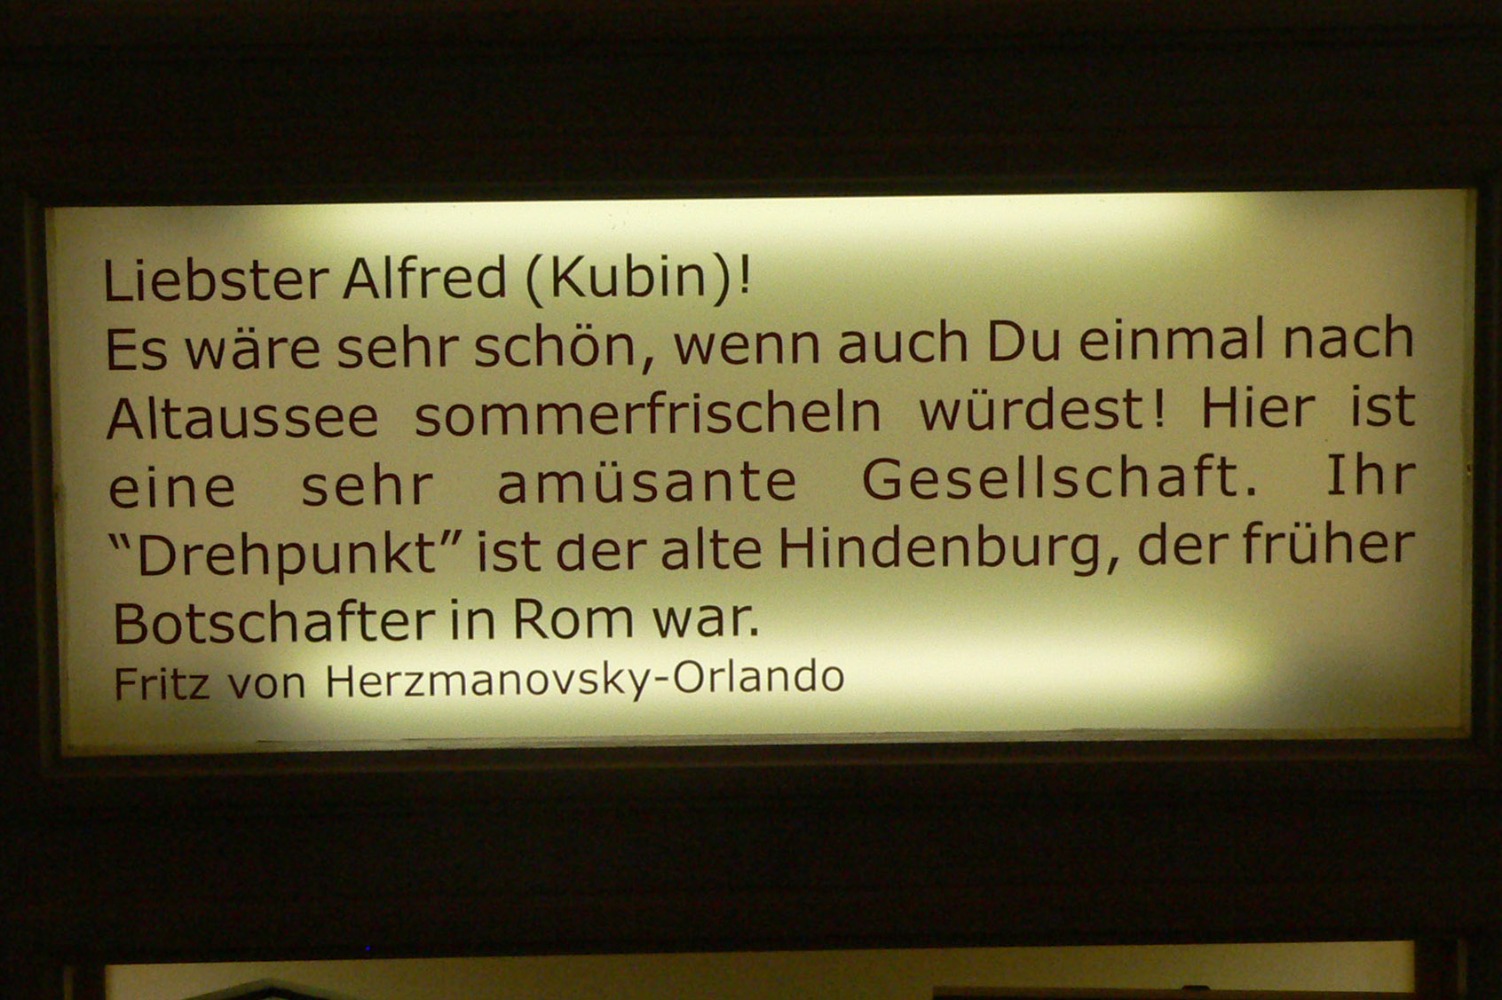 Liebster Alfred (Kubin)!
Es wäre sehr schön, wenn auch Du einmal nach
Altaussee sommerfrischeln würdest! Hier ist
eine sehr amüsante Gesellschaft. Ihr
‟Drehpunkt” ist der alte Hindenburg, der früher
Botschafter in Rom war.
Fritz von Herzmanovsky-Orlando